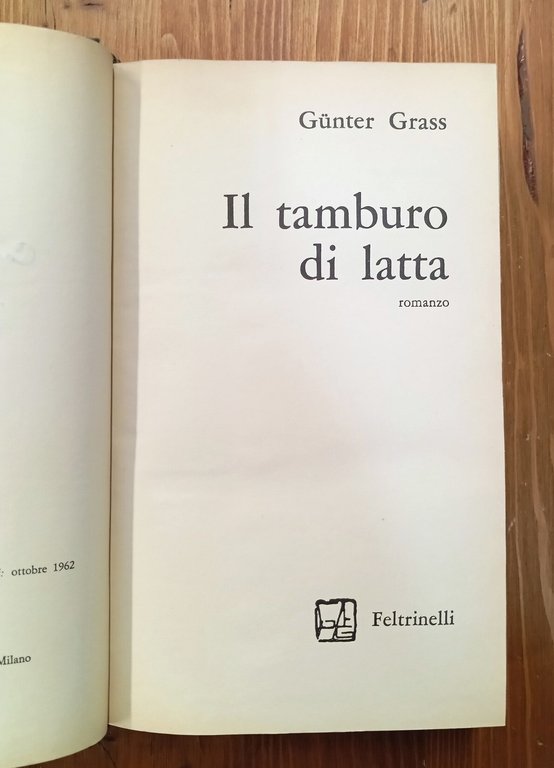 : ottobre 1962
Milano
Günter Grass
Il tamburo
di latta
romanzo
Feltrinelli